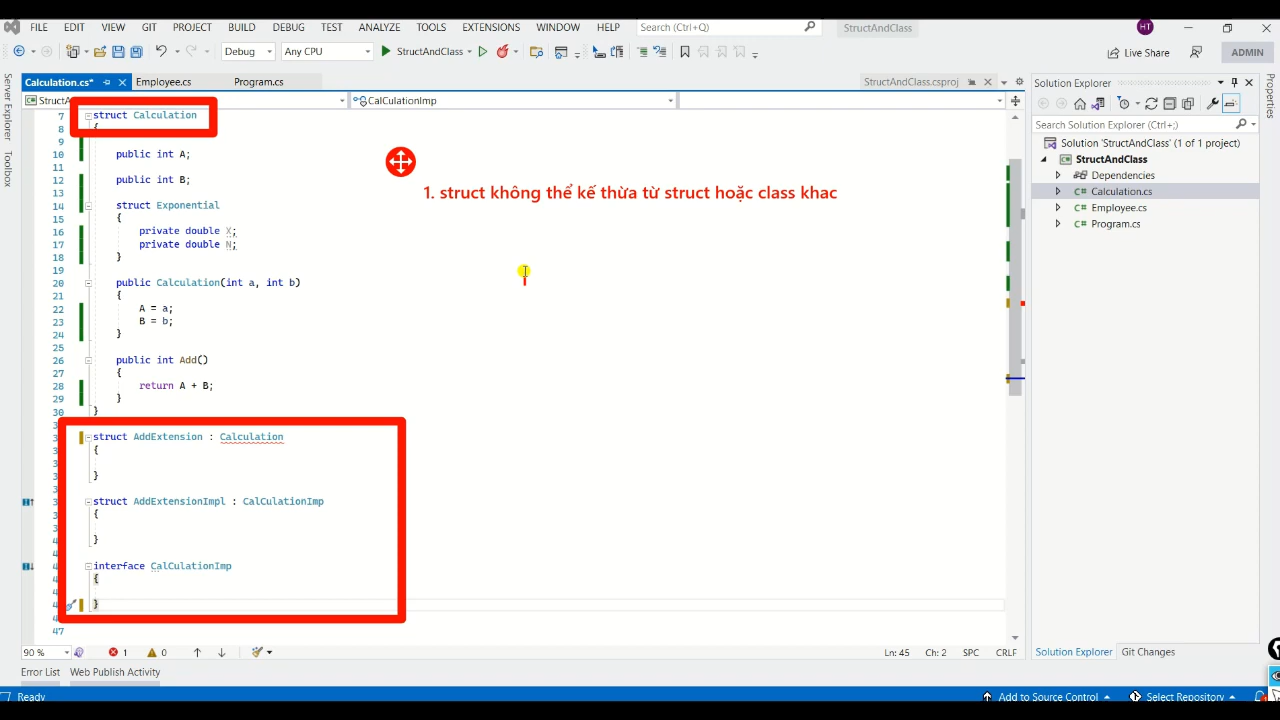 FILE EDIT VIEW GIT PROJECT BUILD DEBUG TEST ANALYZE TOOLS EXTENSIONS WINDOW HELP Search (Ctrl+Q) StructAndClass HT
Debug Any CPU StructAndClass Live Share ADMIN
Calculation.cs* Employee.cs Program.cs StructAndClass.csproj
Solution Explorer
Server Explorer
Toolbox
Properties
CalCulationImp
Search Solution Explorer (Ctrl+;)
Solution 'StructAndClass' (1 of 1 project)
StructAndClass
Dependencies
C# Calculation.cs
C# Employee.cs
C# Program.cs
7 struct Calculation
8 {
9
10 public int A;
11
12 public int B;
13
14 struct Exponential
15 {
16 private double X;
17 private double N;
18 }
19
20 public Calculation(int a, int b)
21 {
22 A = a;
23 B = b;
24 }
25
26 public int Add()
27 {
28 return A + B;
29 }
30 }
struct AddExtension : Calculation
{
}
struct AddExtensionImpl : CalCulationImp
{
}
interface CalCulationImp
{
}
47
1. struct không thể kế thừa từ struct hoặc class khac
90 % 1 0 Ln: 45 Ch: 2 SPC CRLF
Solution Explorer Git Changes
Error List Web Publish Activity
Ready Add to Source Control Select Repository